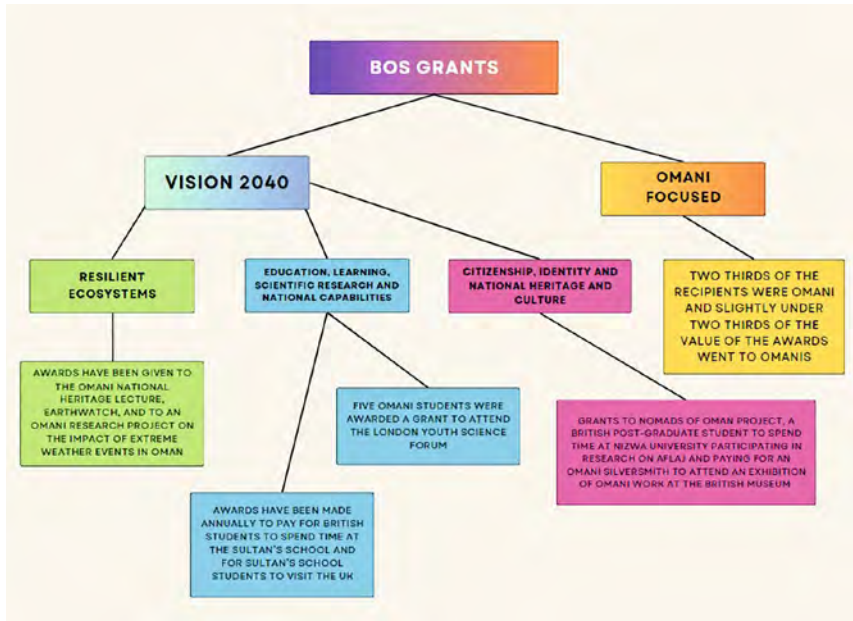 BOS GRANTS
VISION 2040
OMANI
FOCUSED
RESILIENT
ECOSYSTEMS
EDUCATION, LEARNING,
SCIENTIFIC RESEARCH AND
NATIONAL CAPABILITIES
CITIZENSHIP, IDENTITY AND
NATIONAL HERITAGE AND
CULTURE
TWO THIRDS OF THE
RECIPIENTS WERE OMANI
AND SLIGHTLY UNDER
TWO THIRDS OF THE
VALUE OF THE AWARDS
WENT TO OMANIS
AWARDS HAVE BEEN GIVEN TO
THE OMANI NATIONAL
HERITAGE LECTURE,
EARTHWATCH, AND TO AN
OMANI RESEARCH PROJECT ON
THE IMPACT OF EXTREME
WEATHER EVENTS IN OMAN
FIVE OMANI STUDENTS WERE
AWARDED A GRANT TO ATTEND
THE LONDON YOUTH SCIENCE
FORUM
GRANTS TO NOMADS OF OMAN PROJECT, A
BRITISH POST-GRADUATE STUDENT TO SPEND
TIME AT NIZWA UNIVERSITY PARTICIPATING IN
RESEARCH ON AFLAJ AND PAYING FOR AN
OMANI SILVERSMITH TO ATTEND AN EXHIBITION
OF OMANI WORK AT THE BRITISH MUSEUM
AWARDS HAVE BEEN MADE
ANNUALLY TO PAY FOR BRITISH
STUDENTS TO SPEND TIME AT
THE SULTAN'S SCHOOL AND
FOR SULTAN'S SCHOOL
STUDENTS TO VISIT THE UK